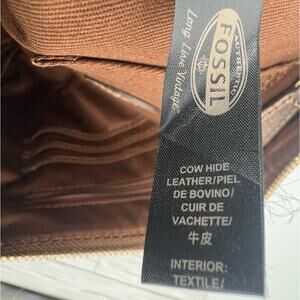 AUTHENTIC
FOSSIL
Long Live Vintage
COW HIDE
LEATHER/PIEL
DE BOVINO/
CUIR DE
VACHETTE/
牛皮
INTERIOR:
TEXTILE/